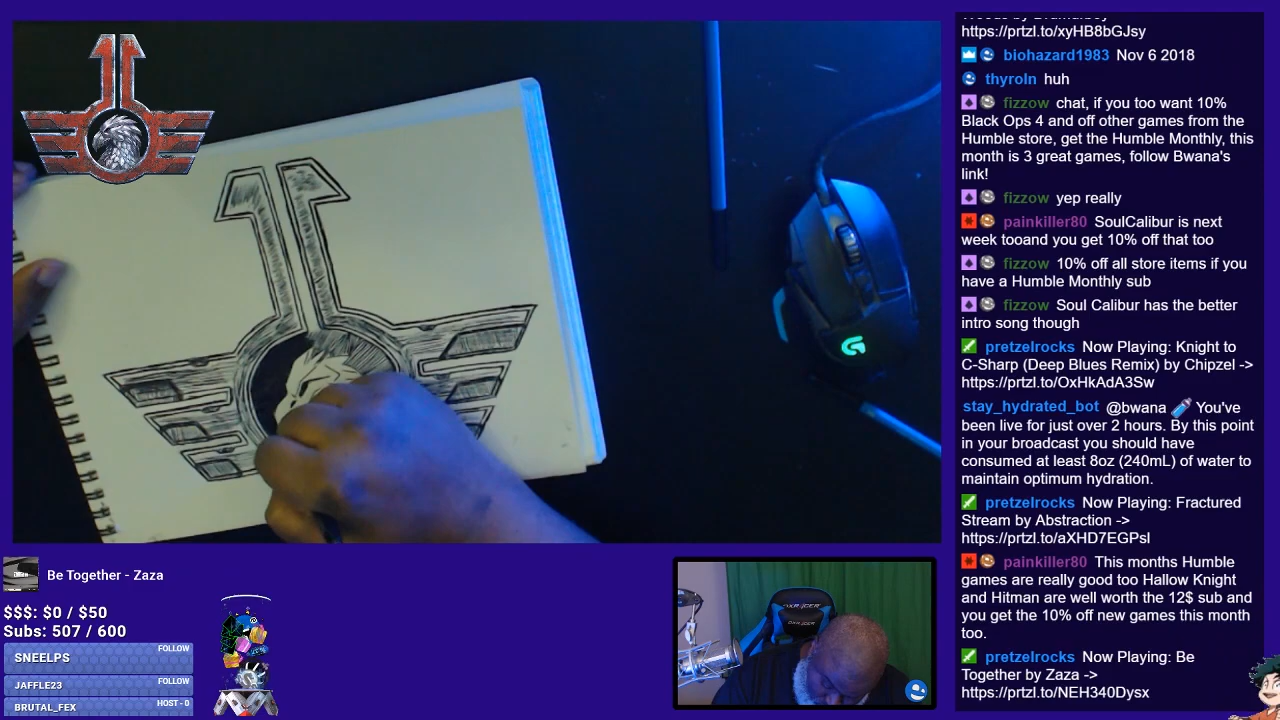 https://prtzl.to/xyHB8bGJsy
biohazard1983 Nov 6 2018
thyroln huh
fizzow chat, if you too want 10%
Black Ops 4 and off other games from the
Humble store, get the Humble Monthly, this
month is 3 great games, follow Bwana's
link!
fizzow yep really
painkiller80 SoulCalibur is next
week tooand you get 10% off that too
fizzow 10% off all store items if you
have a Humble Monthly sub
fizzow Soul Calibur has the better
intro song though
pretzelrocks Now Playing: Knight to
C-Sharp (Deep Blues Remix) by Chipzel ->
https://prtzl.to/OxHkAdA3Sw
stay_hydrated_bot @bwana You've
been live for just over 2 hours. By this point
in your broadcast you should have
consumed at least 8oz (240mL) of water to
maintain optimum hydration.
pretzelrocks Now Playing: Fractured
Stream by Abstraction ->
https://prtzl.to/aXHD7EGPsI
painkiller80 This months Humble
games are really good too Hallow Knight
and Hitman are well worth the 12$ sub and
you get the 10% off new games this month
too.
pretzelrocks Now Playing: Be
Together by Zaza ->
https://prtzl.to/NEH340Dysx
Be Together - Zaza
$$$: $0 / $50
Subs: 507 / 600
SNEELPS FOLLOW
JAFFLE23 FOLLOW
BRUTAL_FEX HOST - 0